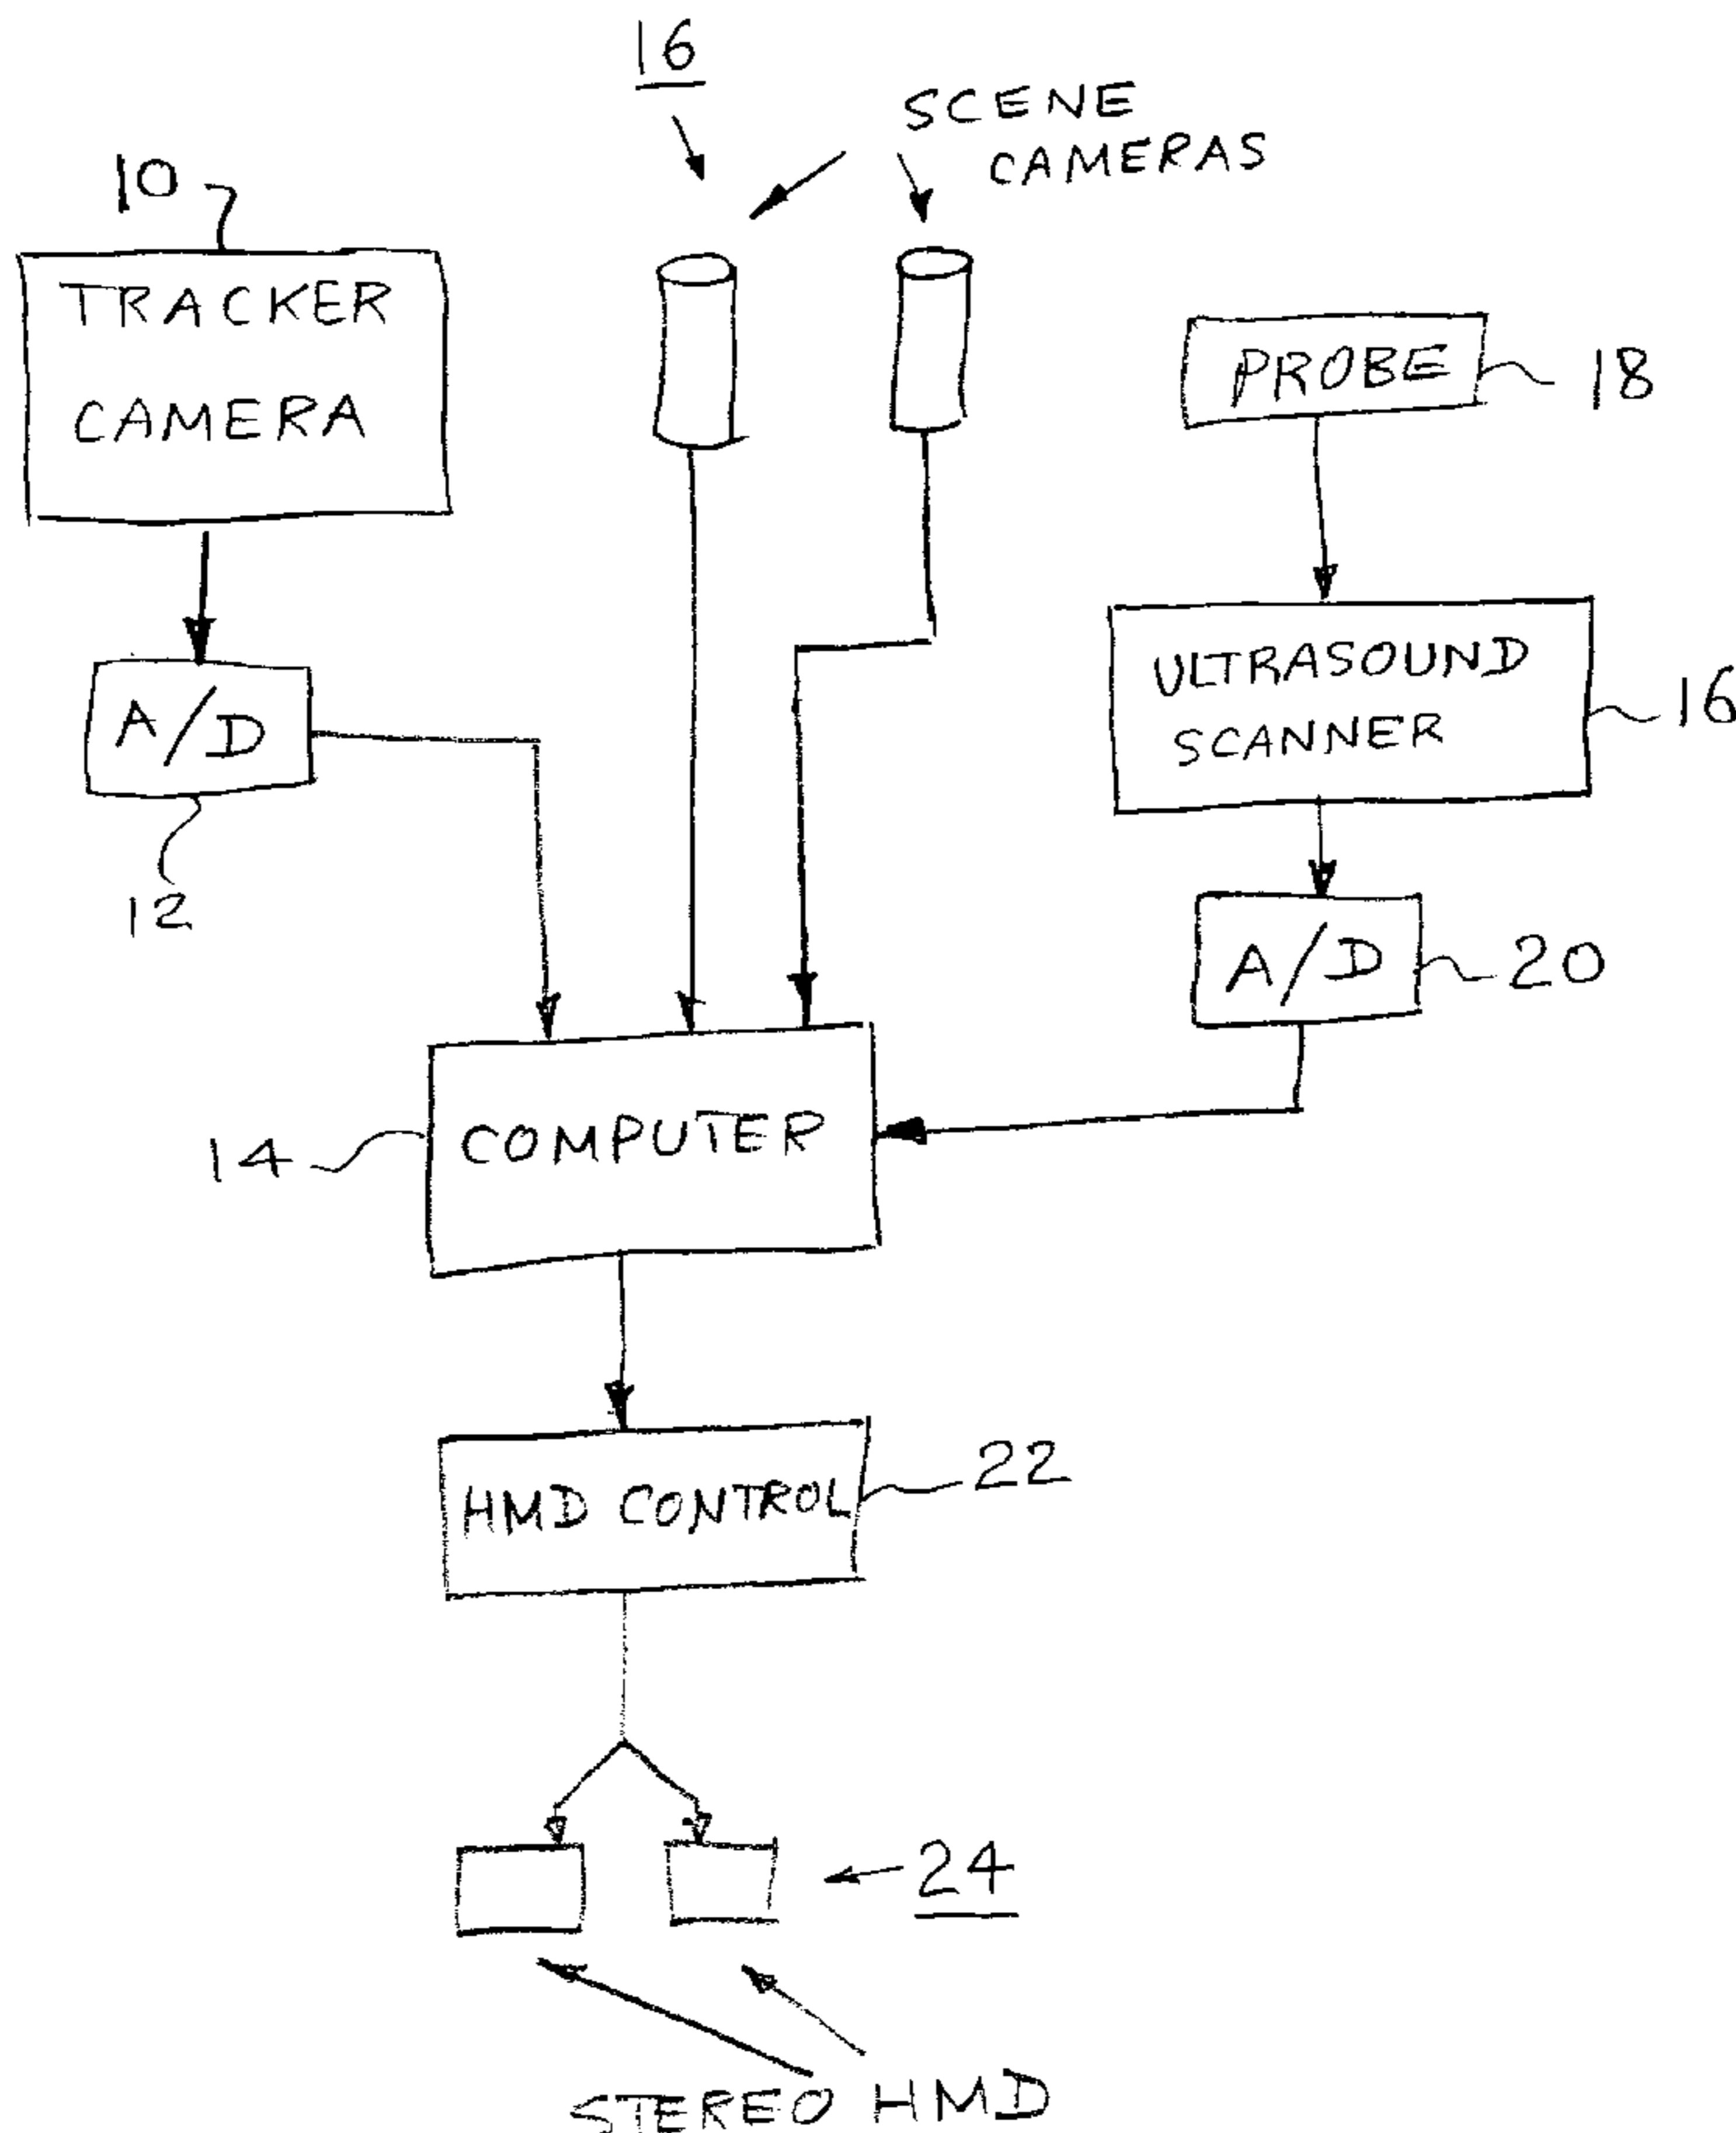 16
SCENE
CAMERAS
10
TRACKER
CAMERA
PROBE
18
ULTRASOUND
SCANNER
16
A/D
12
A/D
20
COMPUTER
14
HMD CONTROL
22
24
STEREO HMD